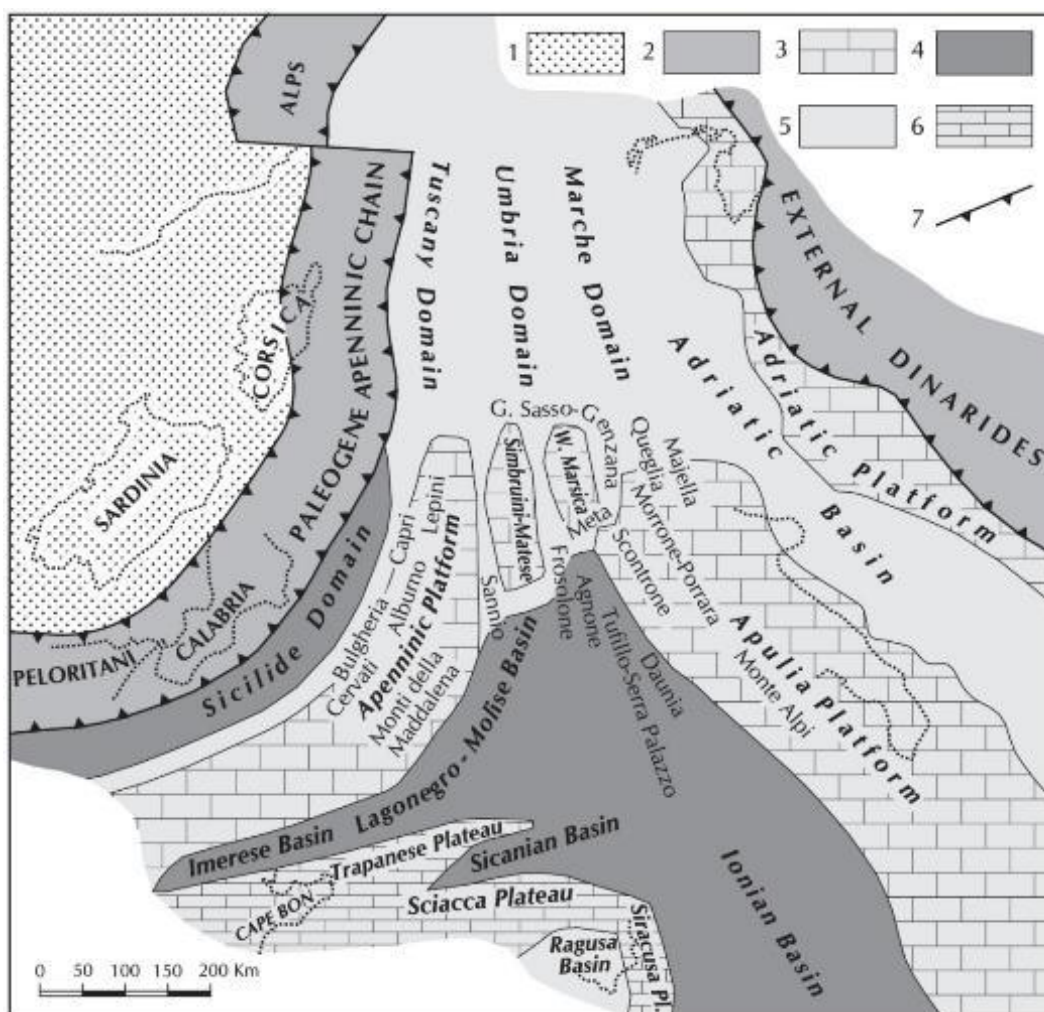 1
2
3
4
5
6
7
ALPS
Tuscany Domain
Umbria Domain
Marche Domain
EXTERNAL DINARIDES
PALEOGENE APENNINIC CHAIN
CORSICA
SARDINIA
CALABRIA
PELORITANI
Sicilide Domain
Adriatic Basin
Adriatic Platform
G. Sasso-Genzana
Simbruini-Matese
W. Marsica
Meta
Queglia
Majella
Morrone-Porrara
Scontrone
Bulgheria — Capri
Cervati
Alburno
Lepini
Apenninic Platform
Monti della
Maddalena
Sannio
Frosolone
Agnone
Tufillo-Serra Palazzo
Daunia
Apulia Platform
Monte Alpi
Lagonegro - Molise Basin
Imerese Basin
Trapanese Plateau
Sicanian Basin
Sciacca Plateau
CAPE BON
Ragusa
Basin
Siracusa Pl.
Ionian Basin
0 50 100 150 200 Km